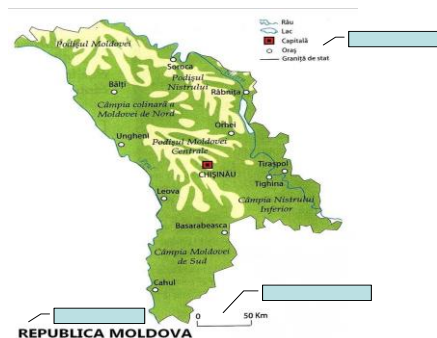 Râu
Lac
Capitală
Oraș
Graniță de stat
Podișul Moldovei
Soroca
Podișul
Nistrului
Bălți
Râbnița
Câmpia colinară a
Moldovei de Nord
Orhei
Ungheni
Podișul Moldovei
Centrale
Prut
CHIȘINĂU
Tiraspol
Tighina
Leova
Câmpia Nistrului
Inferior
Basarabeasca
Câmpia Moldovei
de Sud
Cahul
0 50 Km
REPUBLICA MOLDOVA